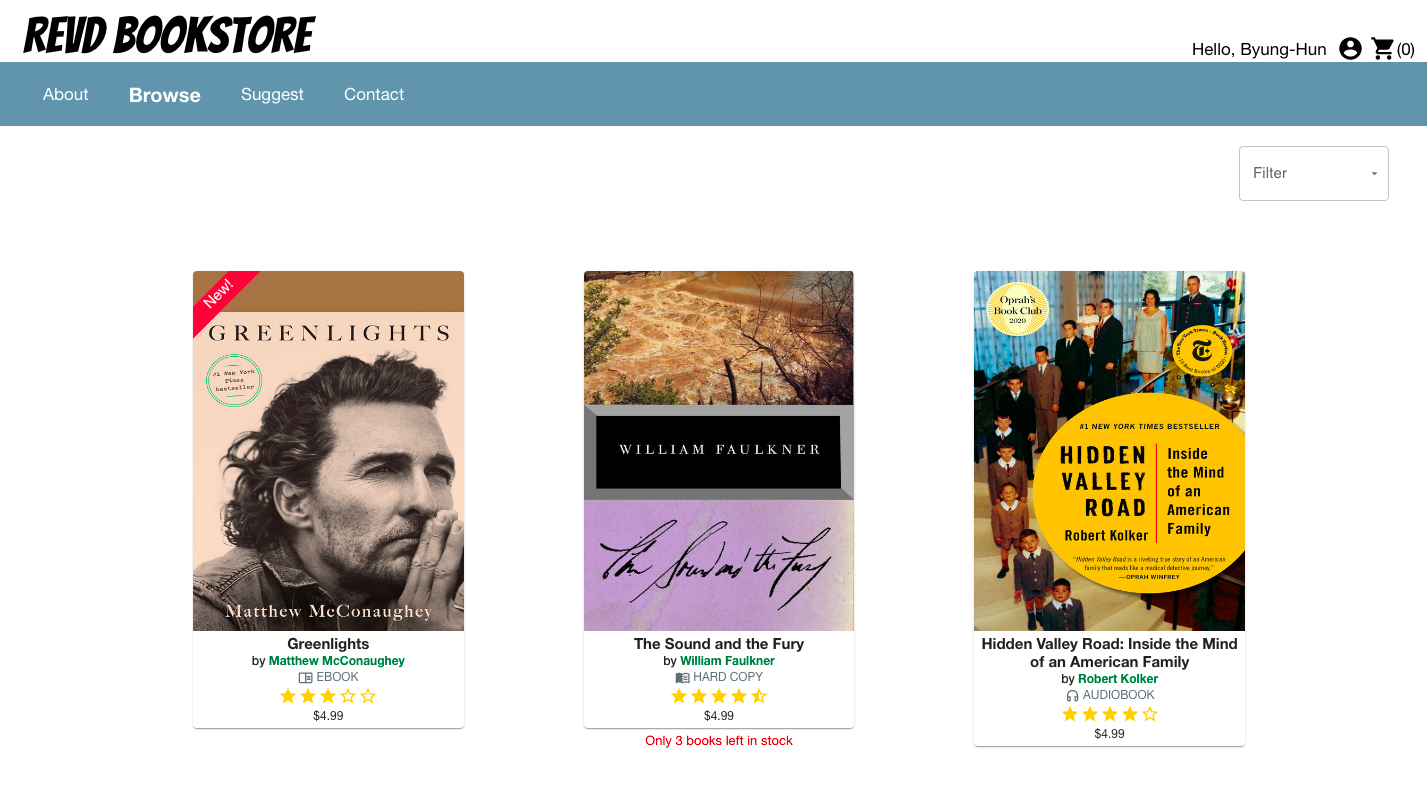 REVD BOOKSTORE
Hello, Byung-Hun
(0)
About
Browse
Suggest
Contact
Filter
New!
GREENLIGHTS
#1 New York
Times
bestseller
Matthew McConaughey
Greenlights
by Matthew McConaughey
EBOOK
$4.99
WILLIAM FAULKNER
The Sound and the Fury
The Sound and the Fury
by William Faulkner
HARD COPY
$4.99
Only 3 books left in stock
Oprah's
Book Club
2020
#1 NEW YORK TIMES BESTSELLER
HIDDEN
VALLEY
ROAD
Robert Kolker
Inside
the Mind
of an
American
Family
"Hidden Valley Road is a riveting true story of an American
family that reads like a medical detective journey."
—OPRAH WINFREY
Hidden Valley Road: Inside the Mind
of an American Family
by Robert Kolker
AUDIOBOOK
$4.99